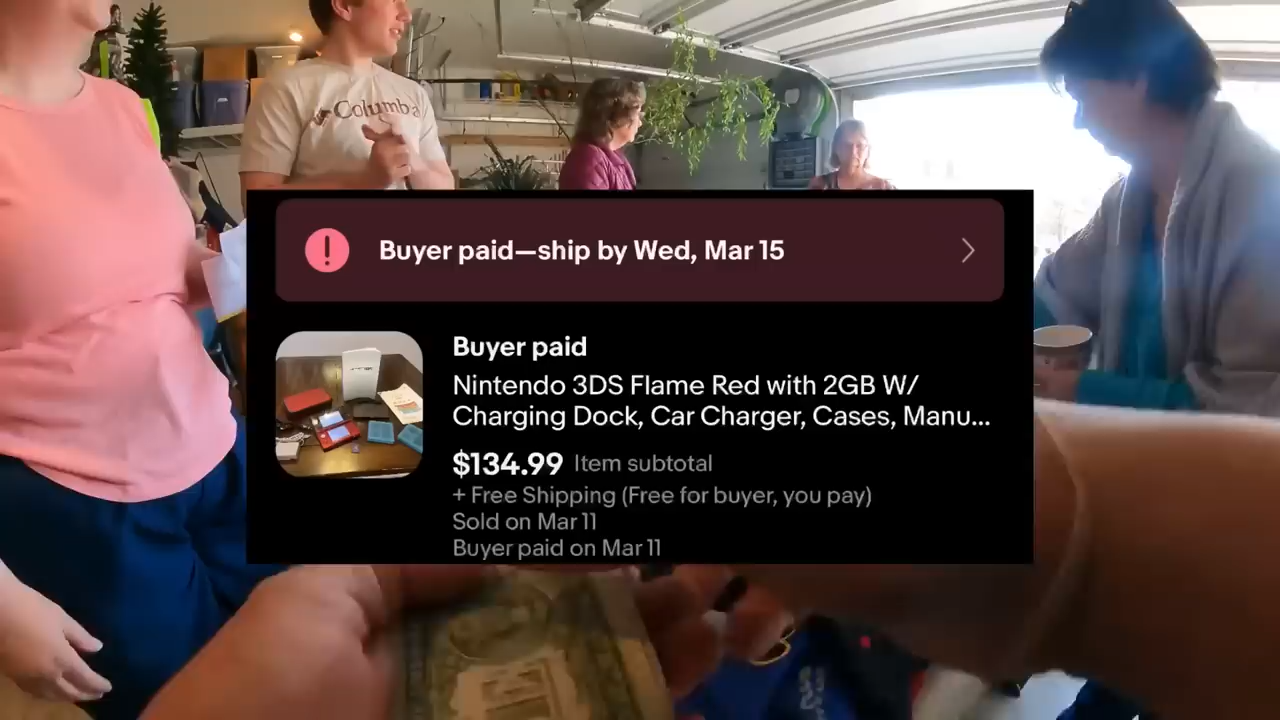 Columbia
Buyer paid—ship by Wed, Mar 15
Buyer paid
Nintendo 3DS Flame Red with 2GB W/
Charging Dock, Car Charger, Cases, Manu...
$134.99 Item subtotal
+ Free Shipping (Free for buyer, you pay)
Sold on Mar 11
Buyer paid on Mar 11